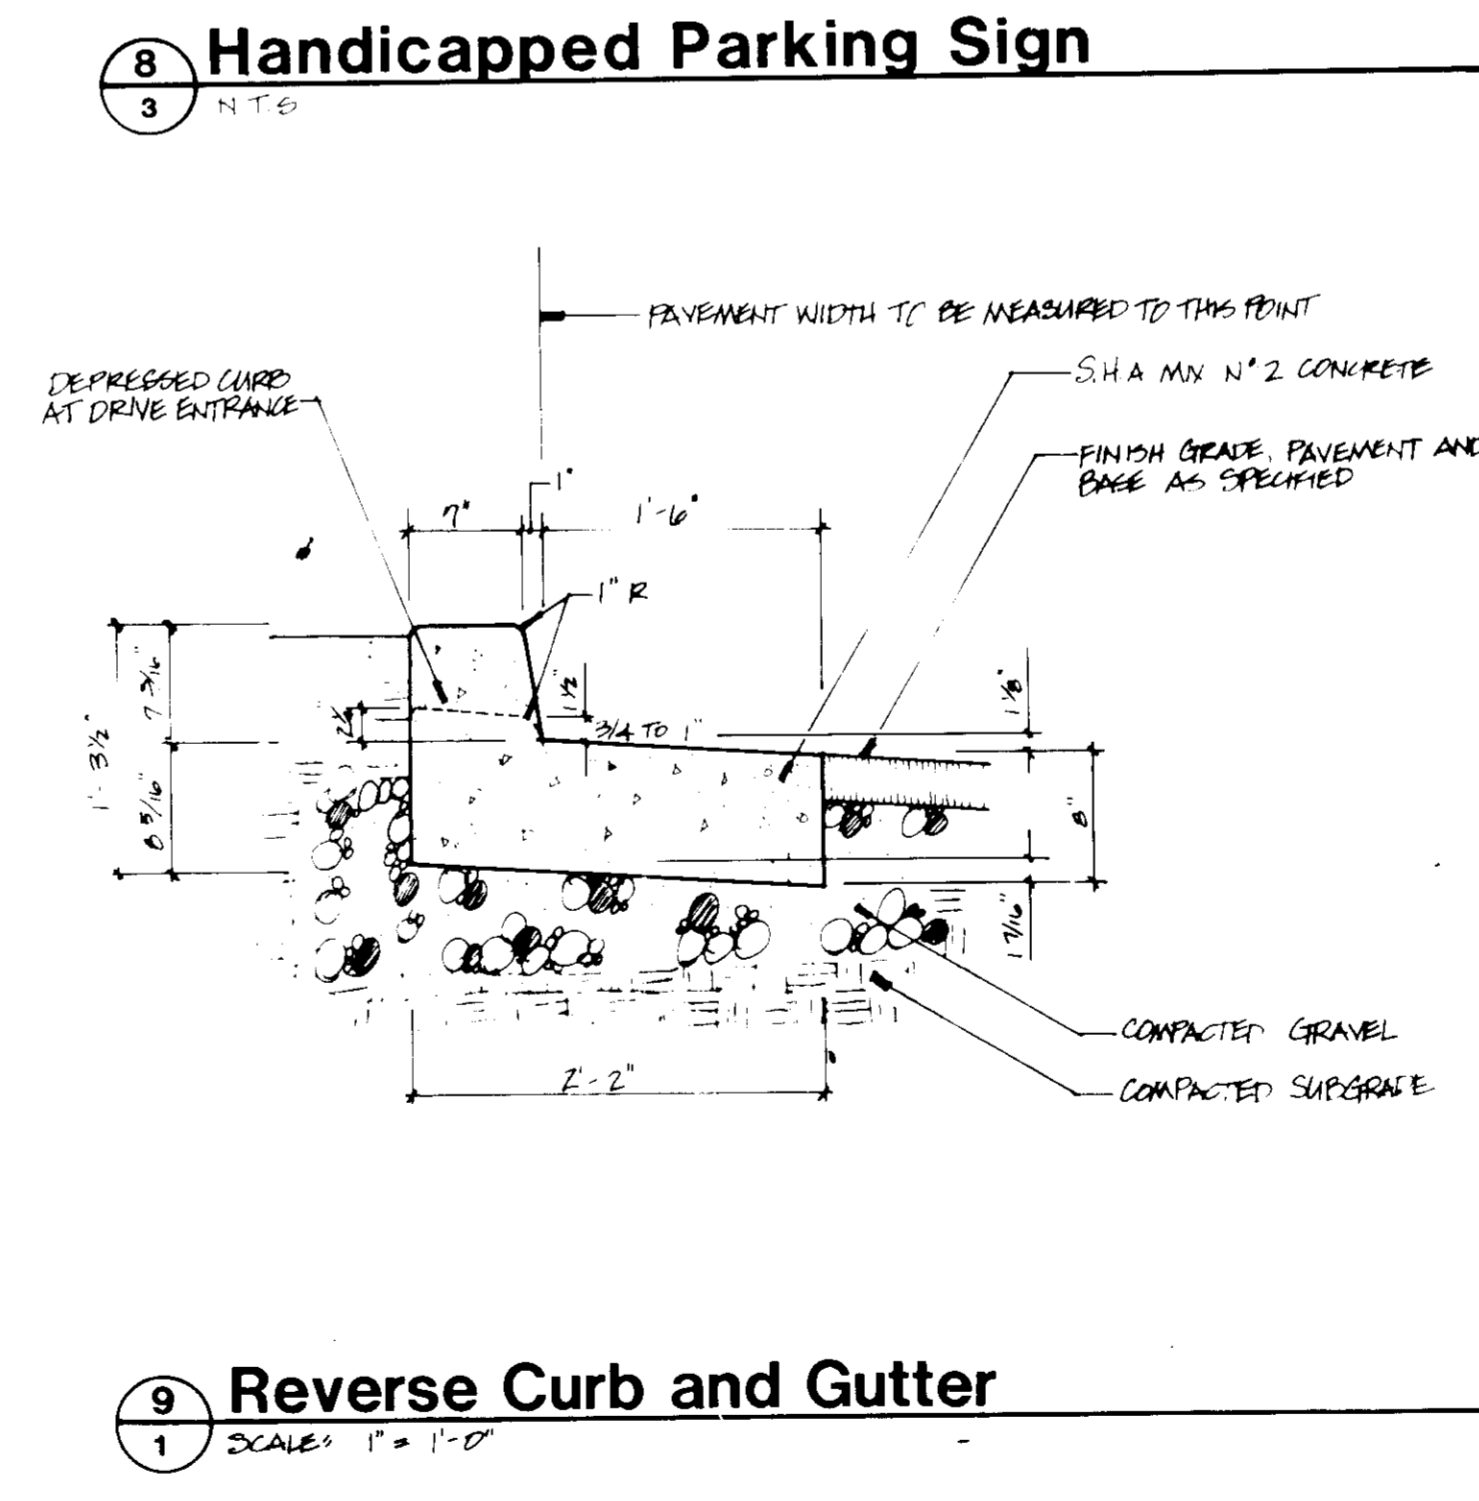 8
3
Handicapped Parking Sign
N.T.S
PAVEMENT WIDTH TO BE MEASURED TO THIS POINT
S.H.A MIX Nº 2 CONCRETE
DEPRESSED CURB
AT DRIVE ENTRANCE
FINISH GRADE, PAVEMENT AND
BASE AS SPECIFIED
7"
1"
1'-6"
1" R
1'-3½"
7 3/16"
8 5/16"
1½"
3/4 TO 1"
1⅛"
8"
1 7/16"
2'-2"
COMPACTED GRAVEL
COMPACTED SUBGRADE
9
1
Reverse Curb and Gutter
SCALE: 1" = 1'-0"